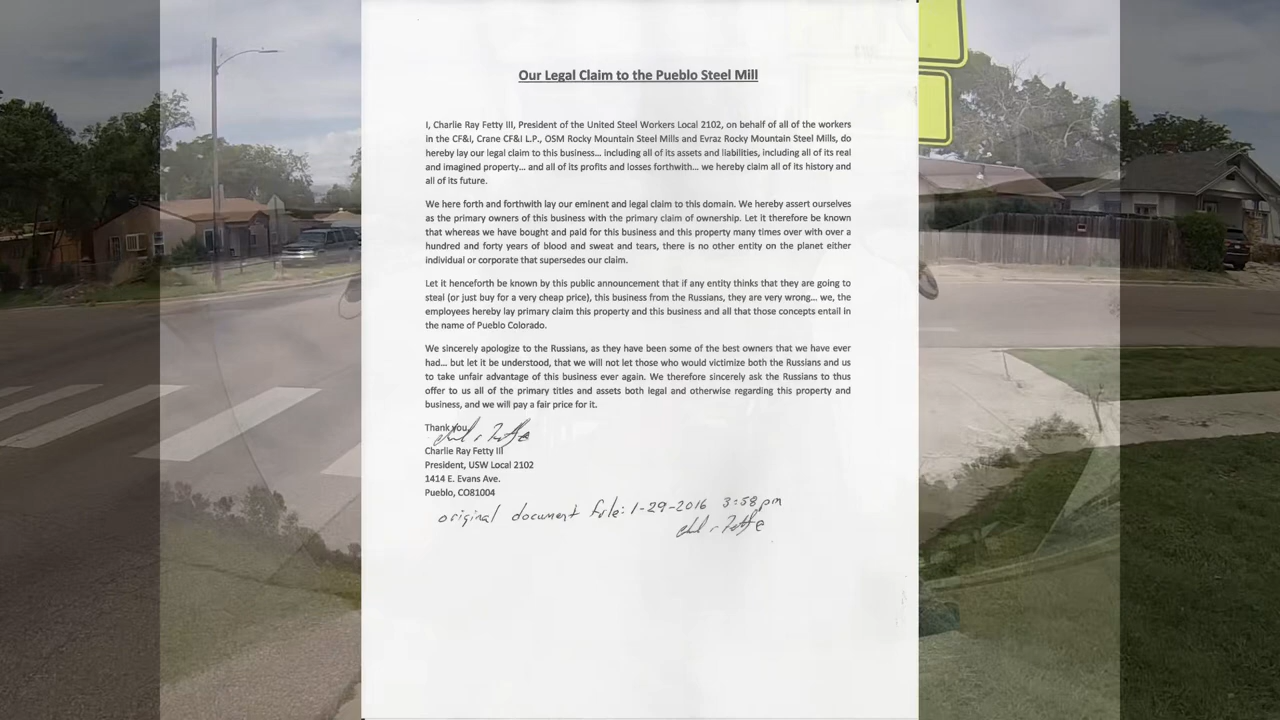 Our Legal Claim to the Pueblo Steel Mill
I, Charlie Ray Fetty III, President of the United Steel Workers Local 2102, on behalf of all of the workers
in the CF&I, Crane CF&I L.P., OSM Rocky Mountain Steel Mills and Evraz Rocky Mountain Steel Mills, do
hereby lay our legal claim to this business... including all of its assets and liabilities, including all of its real
and imagined property... and all of its profits and losses forthwith... we hereby claim all of its history and
all of its future.
We here forth and forthwith lay our eminent and legal claim to this domain. We hereby assert ourselves
as the primary owners of this business with the primary claim of ownership. Let it therefore be known
that whereas we have bought and paid for this business and this property many times over with over a
hundred and forty years of blood and sweat and tears, there is no other entity on the planet either
individual or corporate that supersedes our claim.
Let it henceforth be known by this public announcement that if any entity thinks that they are going to
steal (or just buy for a very cheap price), this business from the Russians, they are very wrong... we, the
employees hereby lay primary claim this property and this business and all that those concepts entail in
the name of Pueblo Colorado.
We sincerely apologize to the Russians, as they have been some of the best owners that we have ever
had... but let it be understood, that we will not let those who would victimize both the Russians and us
to take unfair advantage of this business ever again. We therefore sincerely ask the Russians to thus
offer to us all of the primary titles and assets both legal and otherwise regarding this property and
business, and we will pay a fair price for it.
Thank you,
Charlie Ray Fetty III
President, USW Local 2102
1414 E. Evans Ave.
Pueblo, CO81004
original document file: 1-29-2016 3:58 pm